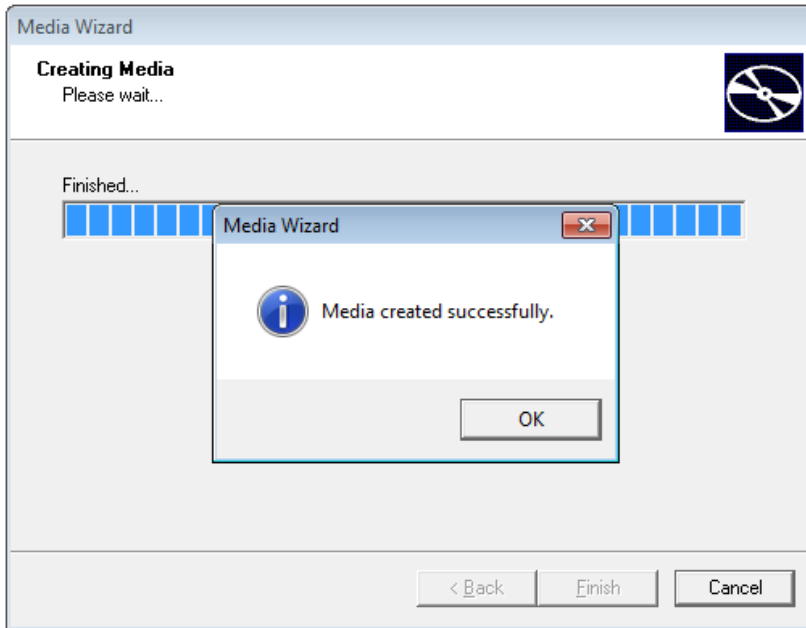 Media Wizard
Creating Media
Please wait...
Finished...
Media Wizard
Media created successfully.
OK
< Back
Finish
Cancel